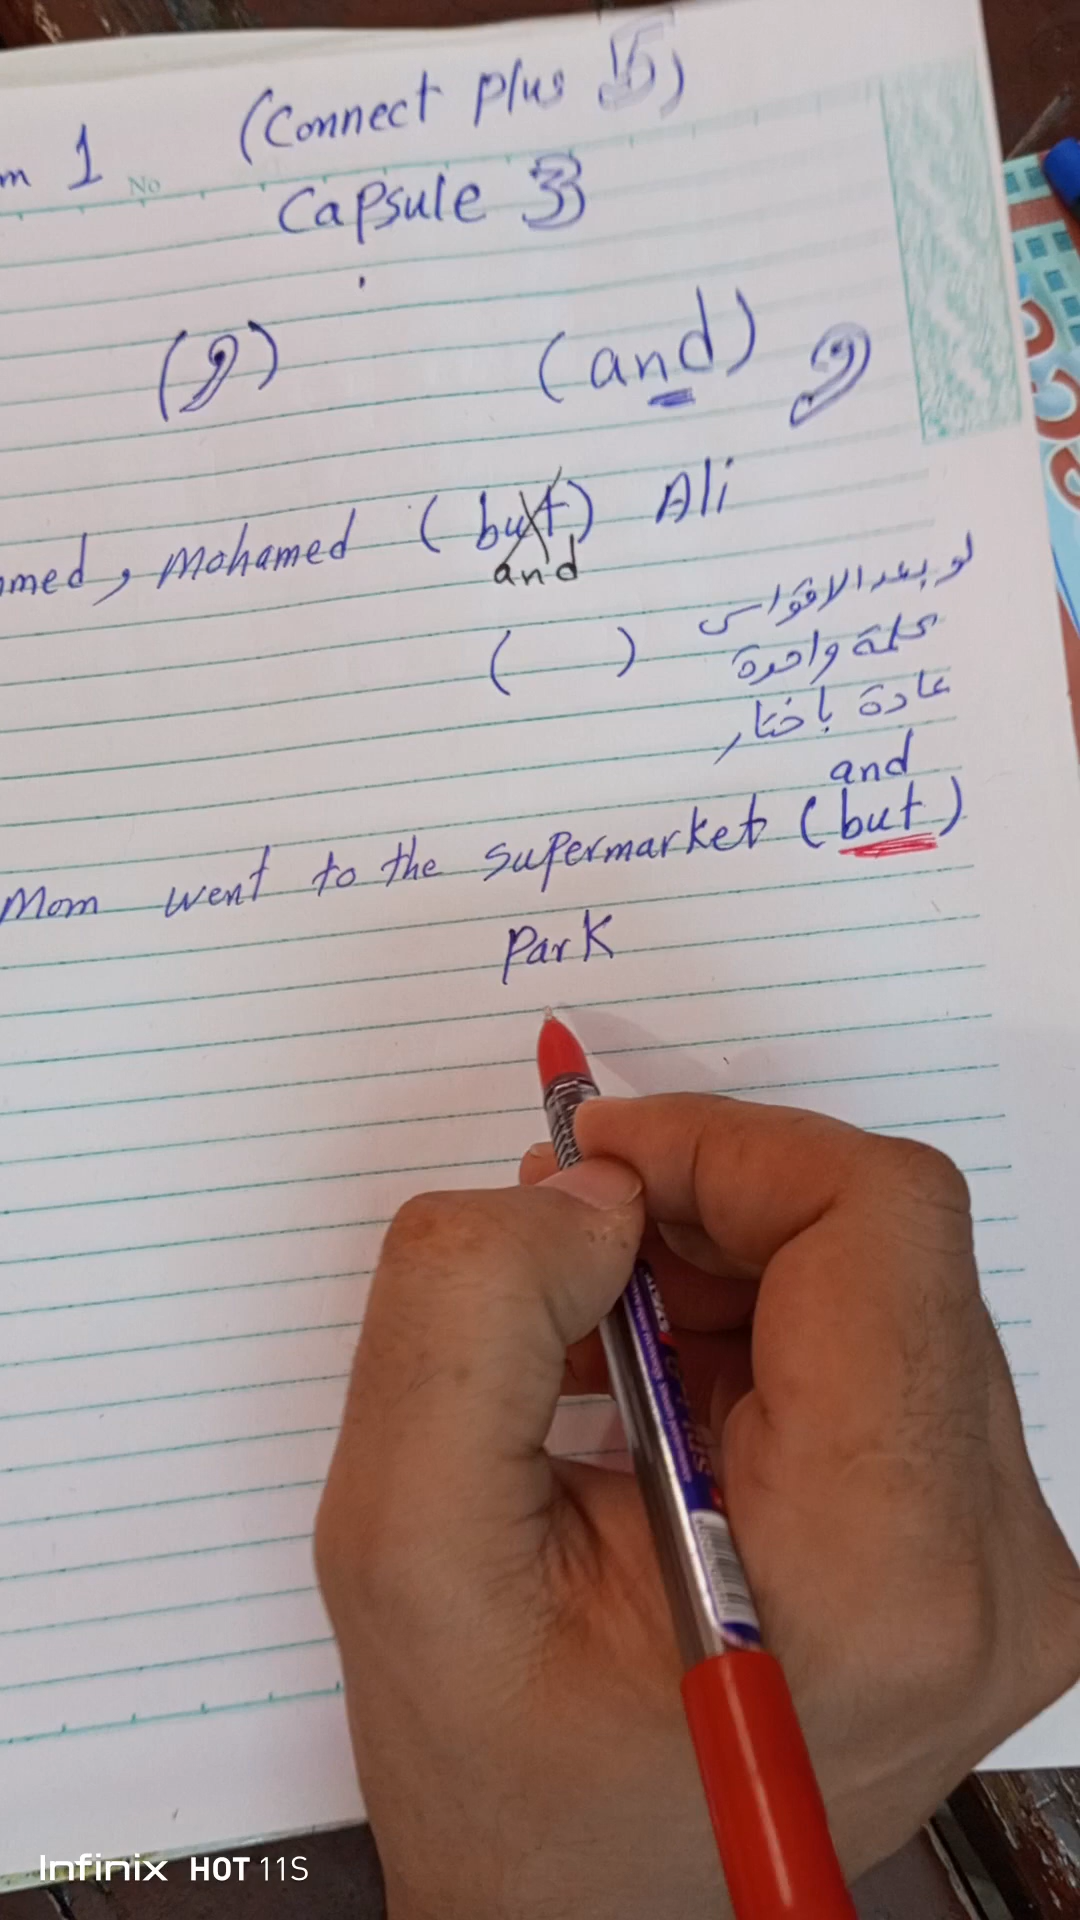 m 1 (Connect plus 5)
No
Capsule 3
(و) (and) و
med, Mohamed (but) Ali
and
لو بعد الاقواس
( ) كلمة واحدة
عادة باختار
and
Mom went to the supermarket (but)
Park
Infinix HOT 11S